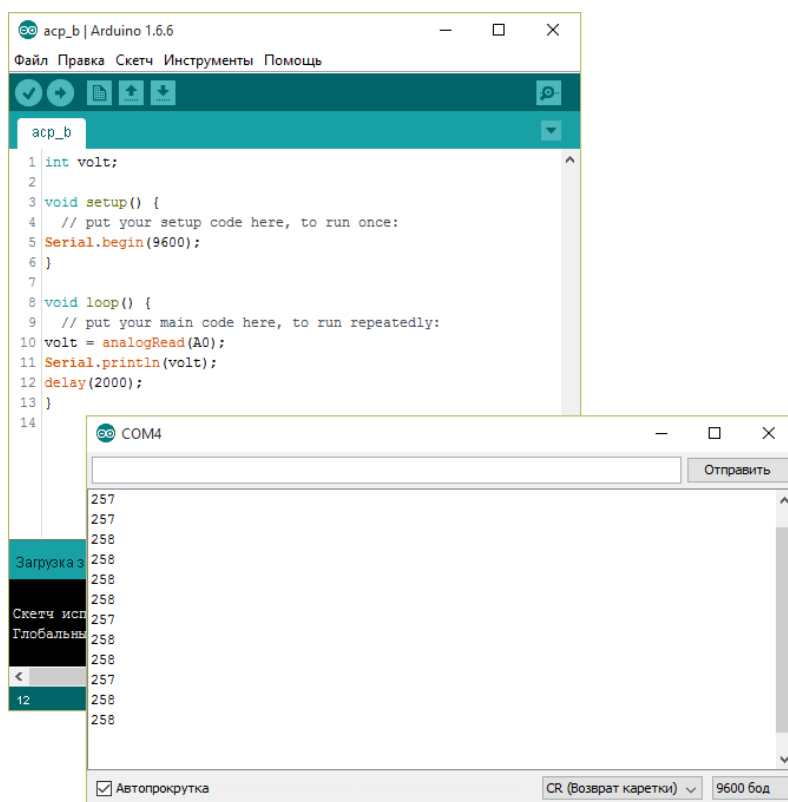 acp_b | Arduino 1.6.6
Файл Правка Скетч Инструменты Помощь
acp_b
1 int volt;
2
3 void setup() {
4   // put your setup code here, to run once:
5 Serial.begin(9600);
6 }
7
8 void loop() {
9   // put your main code here, to run repeatedly:
10 volt = analogRead(A0);
11 Serial.println(volt);
12 delay(2000);
13 }
14
COM4
Отправить
257
257
258
258
258
258
257
258
258
257
258
258
Загрузка з
Скетч исп
Глобальны
12
Автопрокрутка
CR (Возврат каретки)
9600 бод